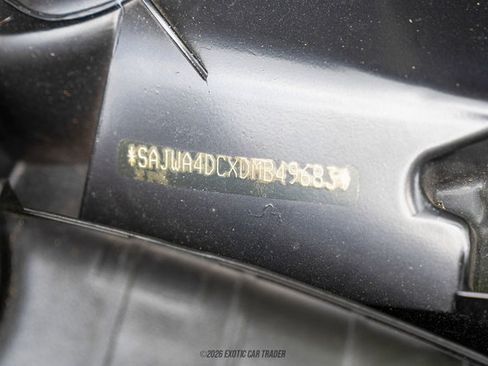 *SAJWA4DCXDMB49683*
©2026 EXOTIC CAR TRADER